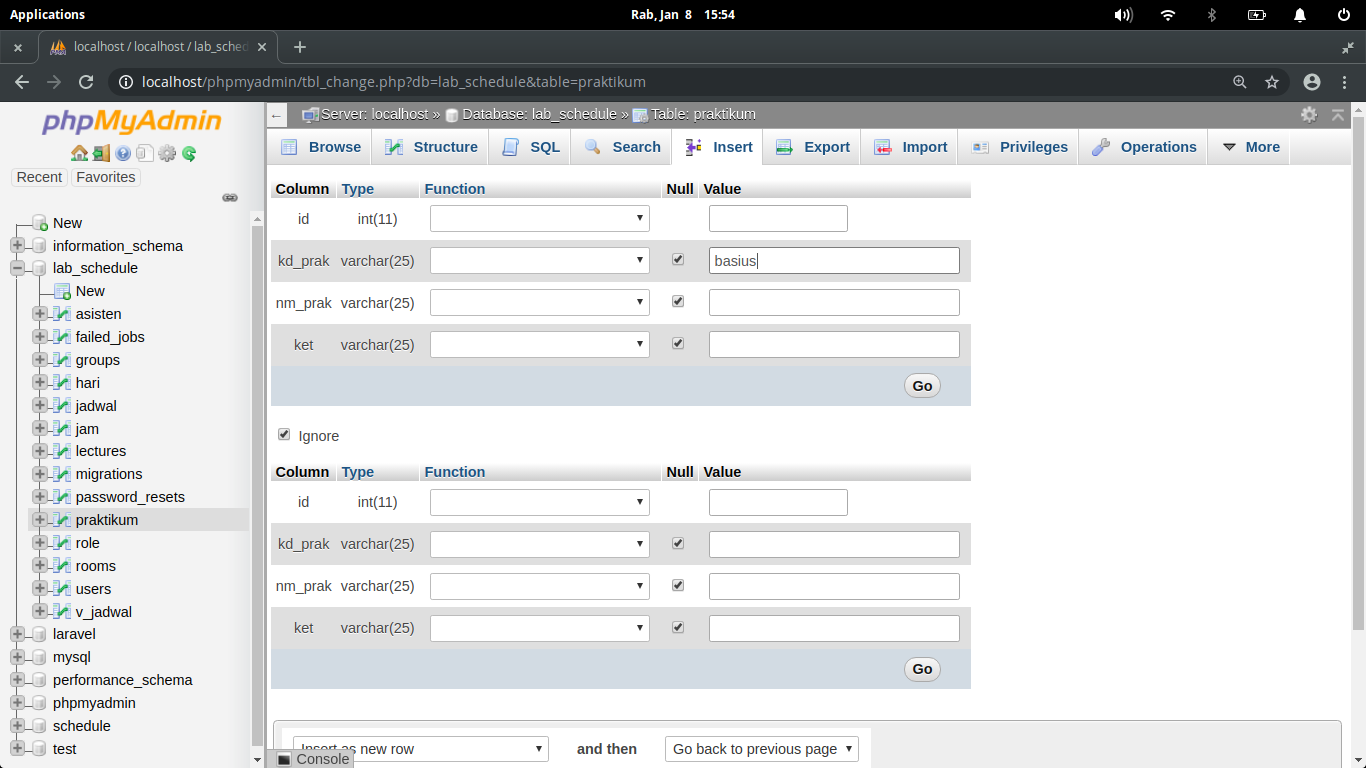 Applications
Rab, Jan 8 15:54
localhost / localhost / lab_sched
localhost/phpmyadmin/tbl_change.php?db=lab_schedule&table=praktikum
phpMyAdmin
Recent Favorites
New
information_schema
lab_schedule
New
asisten
failed_jobs
groups
hari
jadwal
jam
lectures
migrations
password_resets
praktikum
role
rooms
users
v_jadwal
laravel
mysql
performance_schema
phpmyadmin
schedule
test
Server: localhost » Database: lab_schedule » Table: praktikum
Browse Structure SQL Search Insert Export Import Privileges Operations More
Column Type Function Null Value
id int(11)
kd_prak varchar(25) basius
nm_prak varchar(25)
ket varchar(25)
Go
Ignore
Column Type Function Null Value
id int(11)
kd_prak varchar(25)
nm_prak varchar(25)
ket varchar(25)
Go
Insert as new row and then Go back to previous page
Console